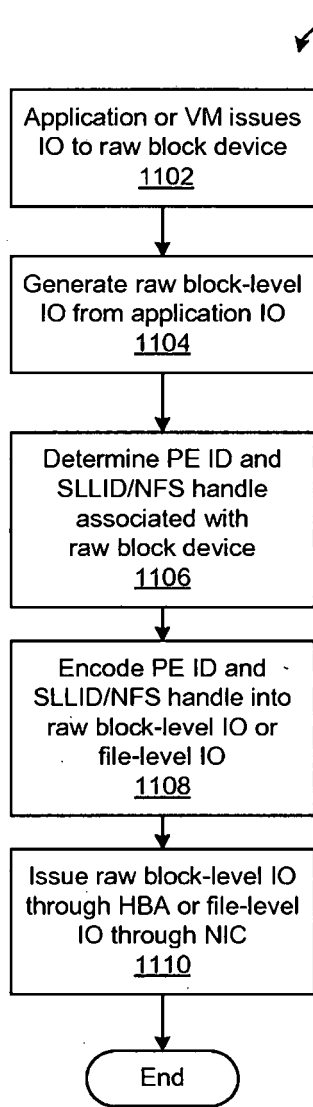 Application or VM issues
IO to raw block device
1102
Generate raw block-level
IO from application IO
1104
Determine PE ID and
SLLID/NFS handle
associated with
raw block device
1106
Encode PE ID and
SLLID/NFS handle into
raw block-level IO or
file-level IO
1108
Issue raw block-level IO
through HBA or file-level
IO through NIC
1110
End